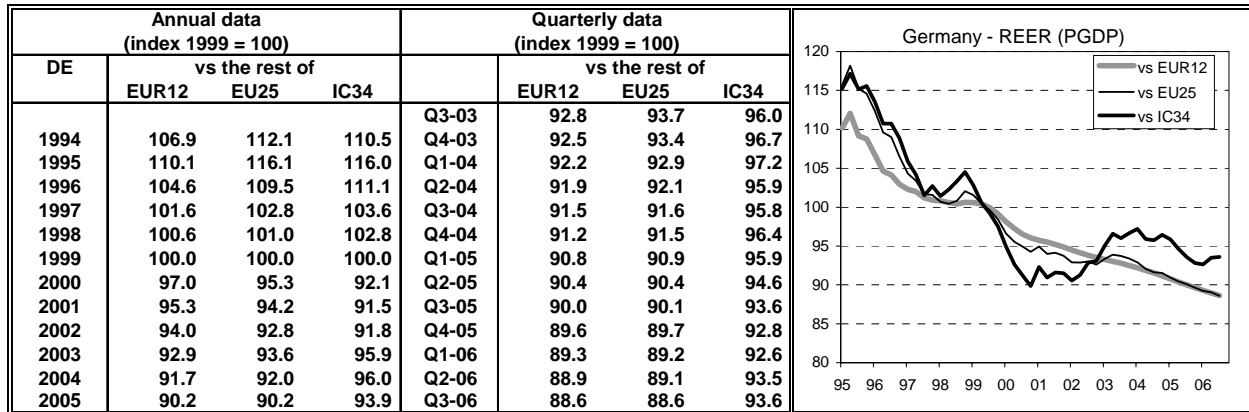 Annual data Quarterly data
(index 1999 = 100) (index 1999 = 100)
DE vs the rest of vs the rest of
EUR12 EU25 IC34 EUR12 EU25 IC34
Q3-03 92.8 93.7 96.0
1994 106.9 112.1 110.5 Q4-03 92.5 93.4 96.7
1995 110.1 116.1 116.0 Q1-04 92.2 92.9 97.2
1996 104.6 109.5 111.1 Q2-04 91.9 92.1 95.9
1997 101.6 102.8 103.6 Q3-04 91.5 91.6 95.8
1998 100.6 101.0 102.8 Q4-04 91.2 91.5 96.4
1999 100.0 100.0 100.0 Q1-05 90.8 90.9 95.9
2000 97.0 95.3 92.1 Q2-05 90.4 90.4 94.6
2001 95.3 94.2 91.5 Q3-05 90.0 90.1 93.6
2002 94.0 92.8 91.8 Q4-05 89.6 89.7 92.8
2003 92.9 93.6 95.9 Q1-06 89.3 89.2 92.6
2004 91.7 92.0 96.0 Q2-06 88.9 89.1 93.5
2005 90.2 90.2 93.9 Q3-06 88.6 88.6 93.6
Germany - REER (PGDP)
vs EUR12
vs EU25
vs IC34
120
115
110
105
100
95
90
85
80
95 96 97 98 99 00 01 02 03 04 05 06